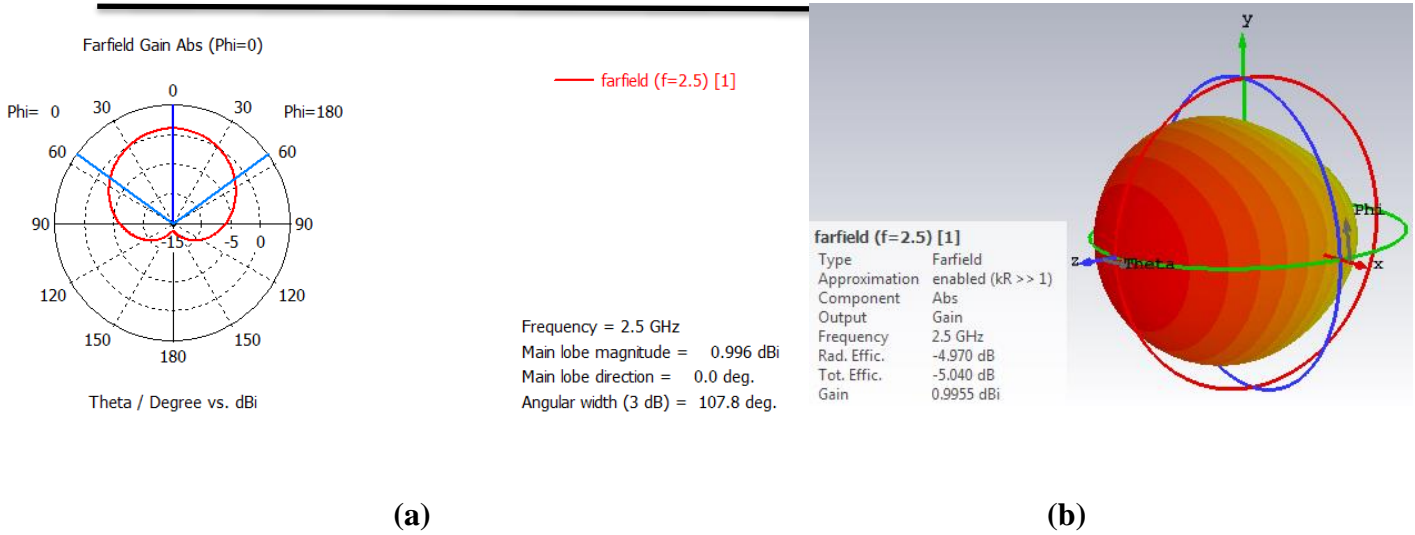 Farfield Gain Abs (Phi=0)
farfield (f=2.5) [1]
0
Phi= 0 30 30 Phi=180
60 60
90 -15 -5 0 90
120 120
150 150
180
Theta / Degree vs. dBi
Frequency = 2.5 GHz
Main lobe magnitude = 0.996 dBi
Main lobe direction = 0.0 deg.
Angular width (3 dB) = 107.8 deg.
(a)
y
Phi
z Theta x
farfield (f=2.5) [1]
Type Farfield
Approximation enabled (kR >> 1)
Component Abs
Output Gain
Frequency 2.5 GHz
Rad. Effic. -4.970 dB
Tot. Effic. -5.040 dB
Gain 0.9955 dBi
(b)